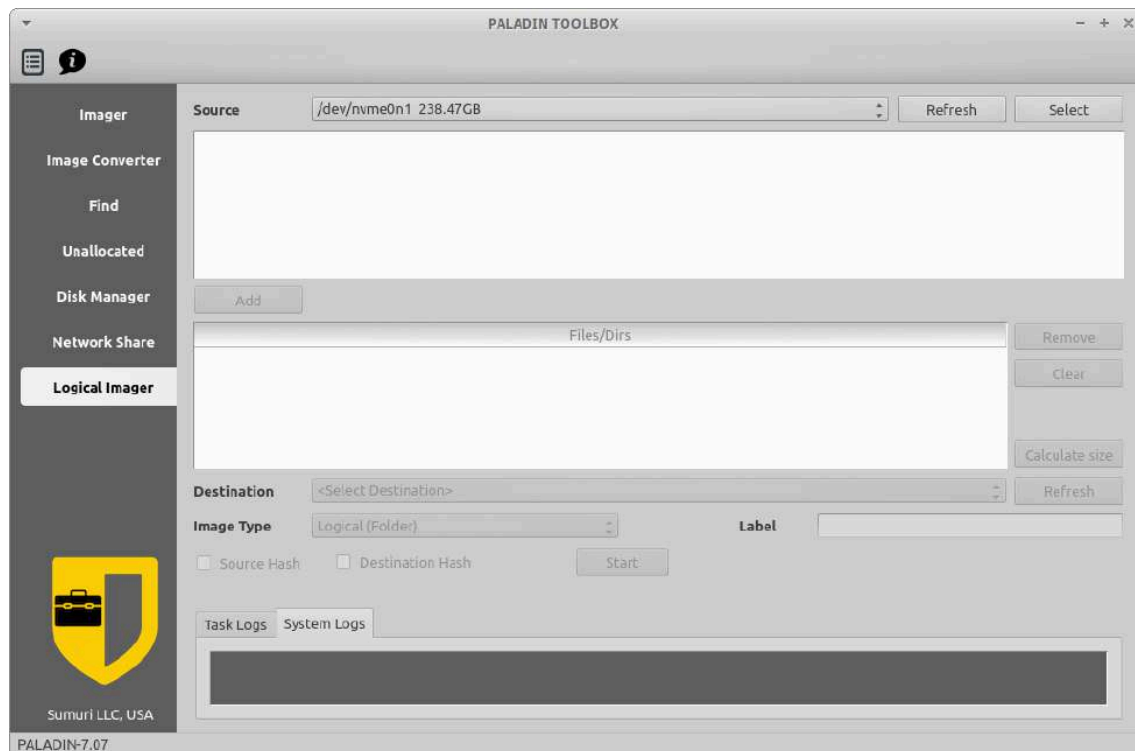 PALADIN TOOLBOX
Imager
Image Converter
Find
Unallocated
Disk Manager
Network Share
Logical Imager
Source
/dev/nvme0n1 238.47GB
Refresh
Select
Add
Files/Dirs
Remove
Clear
Calculate size
Destination
<Select Destination>
Refresh
Image Type
Logical (Folder)
Label
Source Hash
Destination Hash
Start
Task Logs
System Logs
Sumuri LLC, USA
PALADIN-7.07